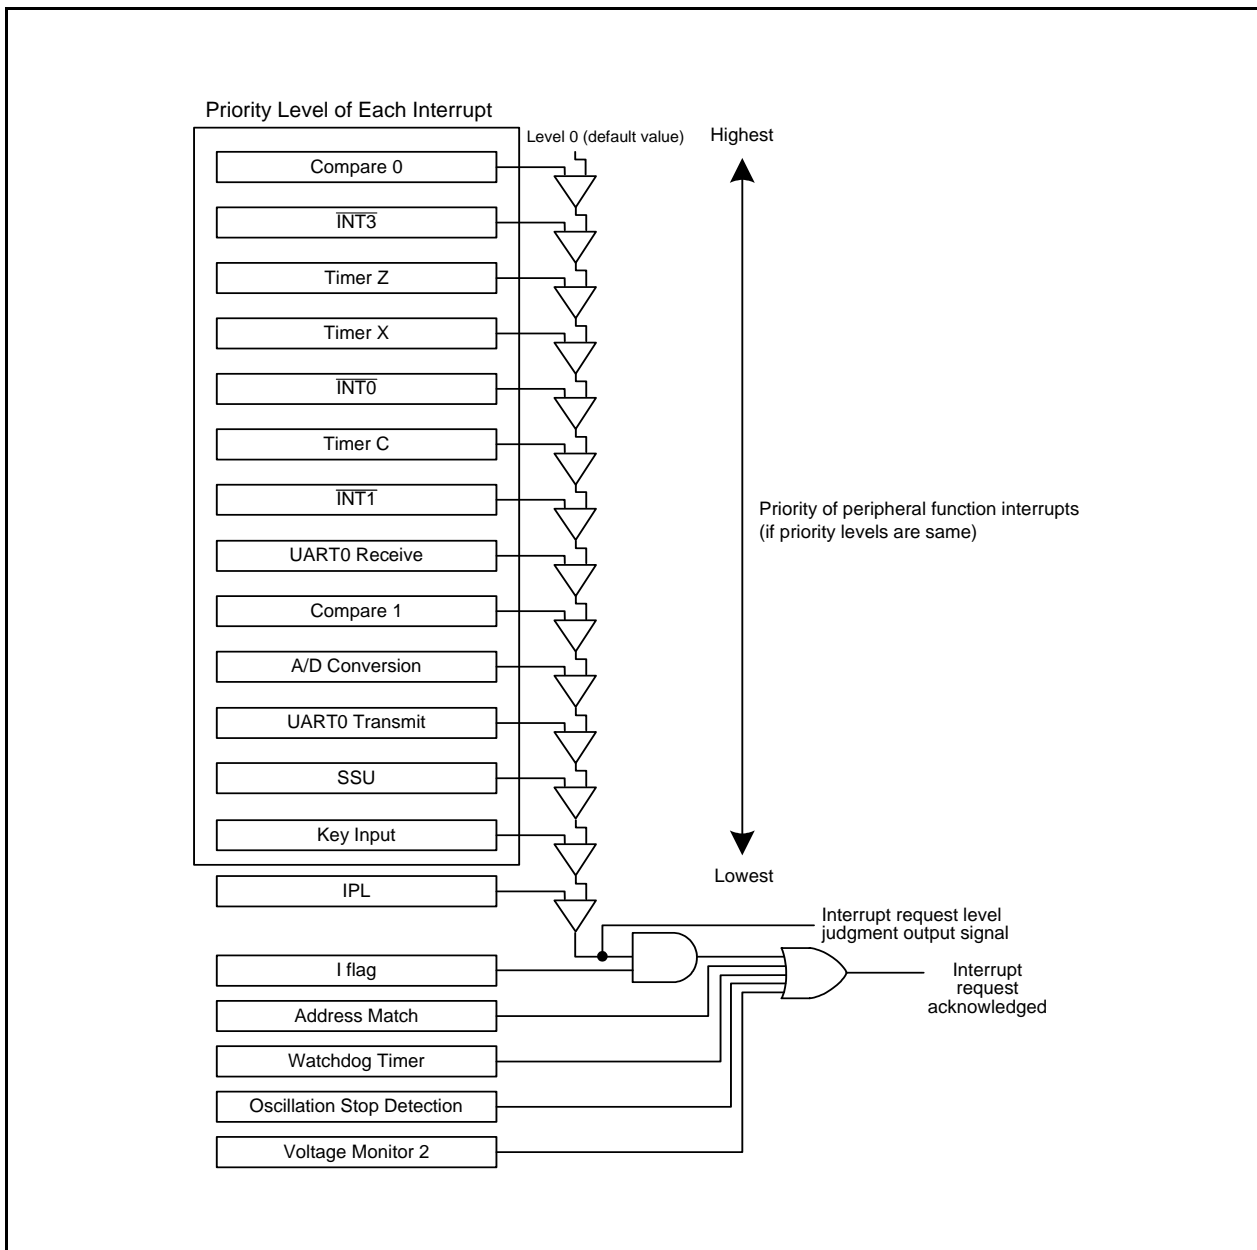 Priority Level of Each Interrupt
Level 0 (default value)
Highest
Compare 0
I̅N̅T̅3̅
Timer Z
Timer X
I̅N̅T̅0̅
Timer C
I̅N̅T̅1̅
UART0 Receive
Compare 1
A/D Conversion
UART0 Transmit
SSU
Key Input
Priority of peripheral function interrupts
(if priority levels are same)
Lowest
IPL
Interrupt request level
judgment output signal
I flag
Interrupt
request
acknowledged
Address Match
Watchdog Timer
Oscillation Stop Detection
Voltage Monitor 2